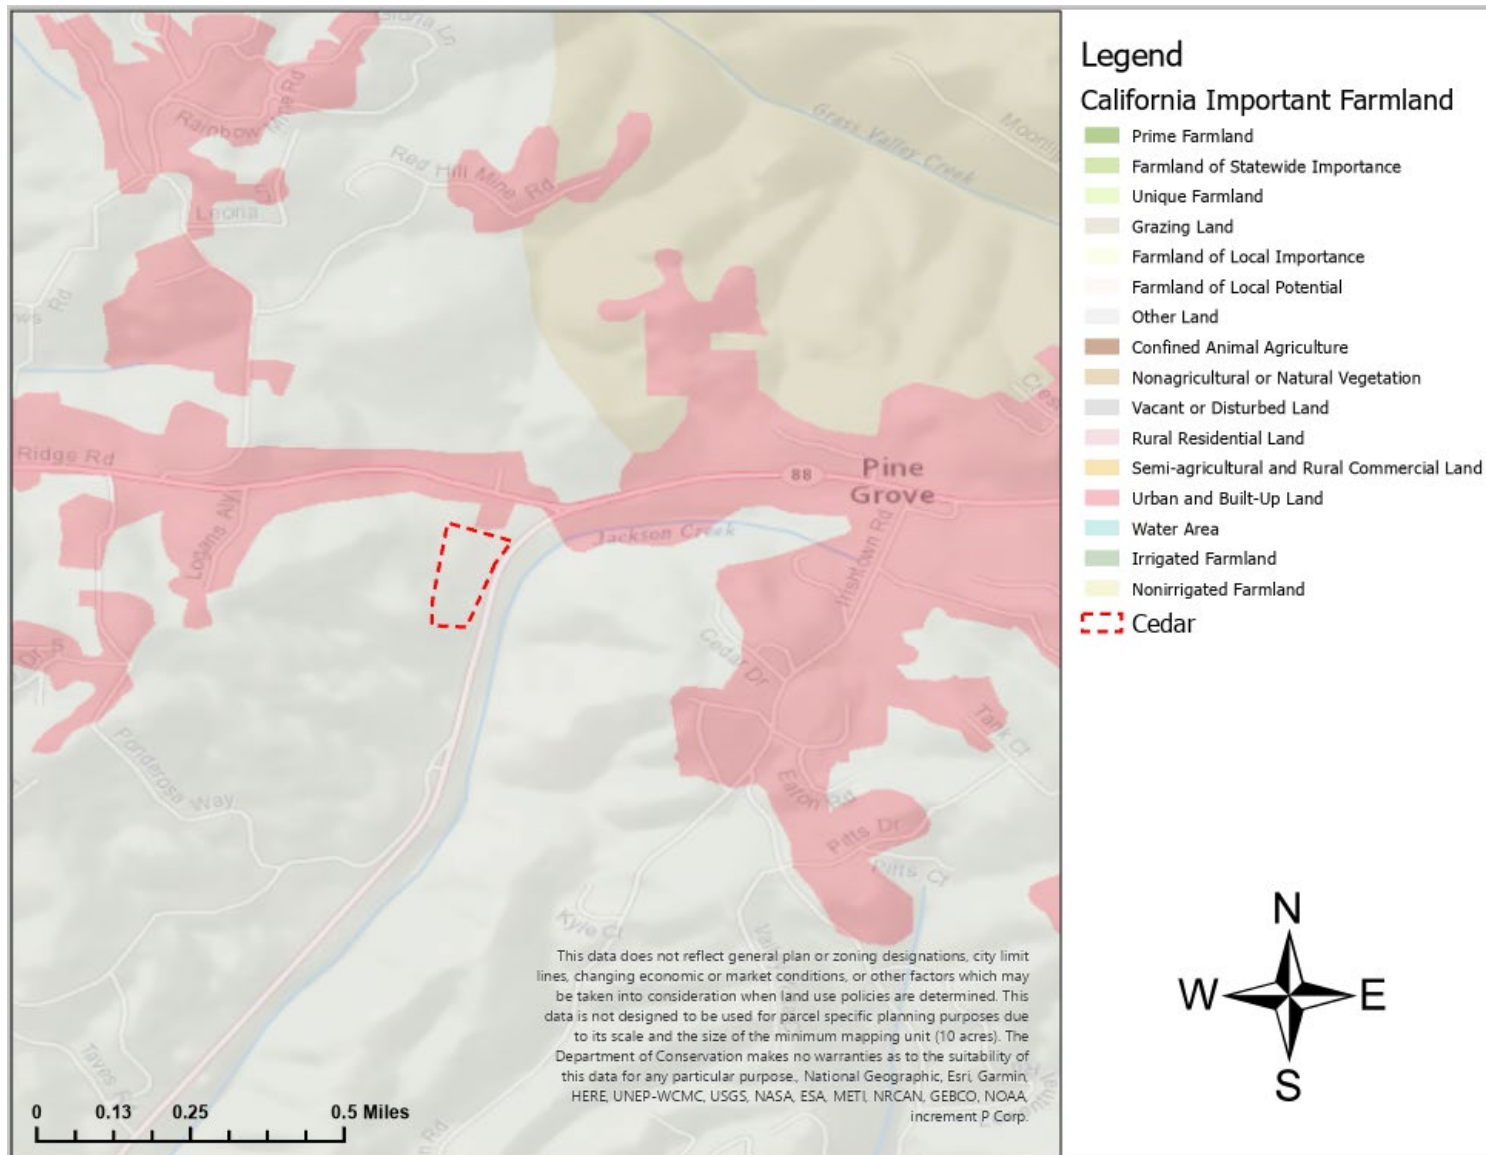 Gloria Ln
Rainbow
Mine Rd
Leona
Red Hill Mine Rd
Grass Valley Creek
Ridge Rd
Logans Aly
88
Pine
Grove
Jackson Creek
Irishtown Rd
Cedar Dr
Tank Ct
Eaton Rd
Pitts Dr
Pitts Ct
Ponderosa Way
Kyle Ct
Taves Rd
This data does not reflect general plan or zoning designations, city limit
lines, changing economic or market conditions, or other factors which may
be taken into consideration when land use policies are determined. This
data is not designed to be used for parcel specific planning purposes due
to its scale and the size of the minimum mapping unit (10 acres). The
Department of Conservation makes no warranties as to the suitability of
this data for any particular purpose., National Geographic, Esri, Garmin,
HERE, UNEP-WCMC, USGS, NASA, ESA, METI, NRCAN, GEBCO, NOAA,
increment P Corp.
0 0.13 0.25 0.5 Miles
Legend
California Important Farmland
Prime Farmland
Farmland of Statewide Importance
Unique Farmland
Grazing Land
Farmland of Local Importance
Farmland of Local Potential
Other Land
Confined Animal Agriculture
Nonagricultural or Natural Vegetation
Vacant or Disturbed Land
Rural Residential Land
Semi-agricultural and Rural Commercial Land
Urban and Built-Up Land
Water Area
Irrigated Farmland
Nonirrigated Farmland
Cedar
N
W E
S